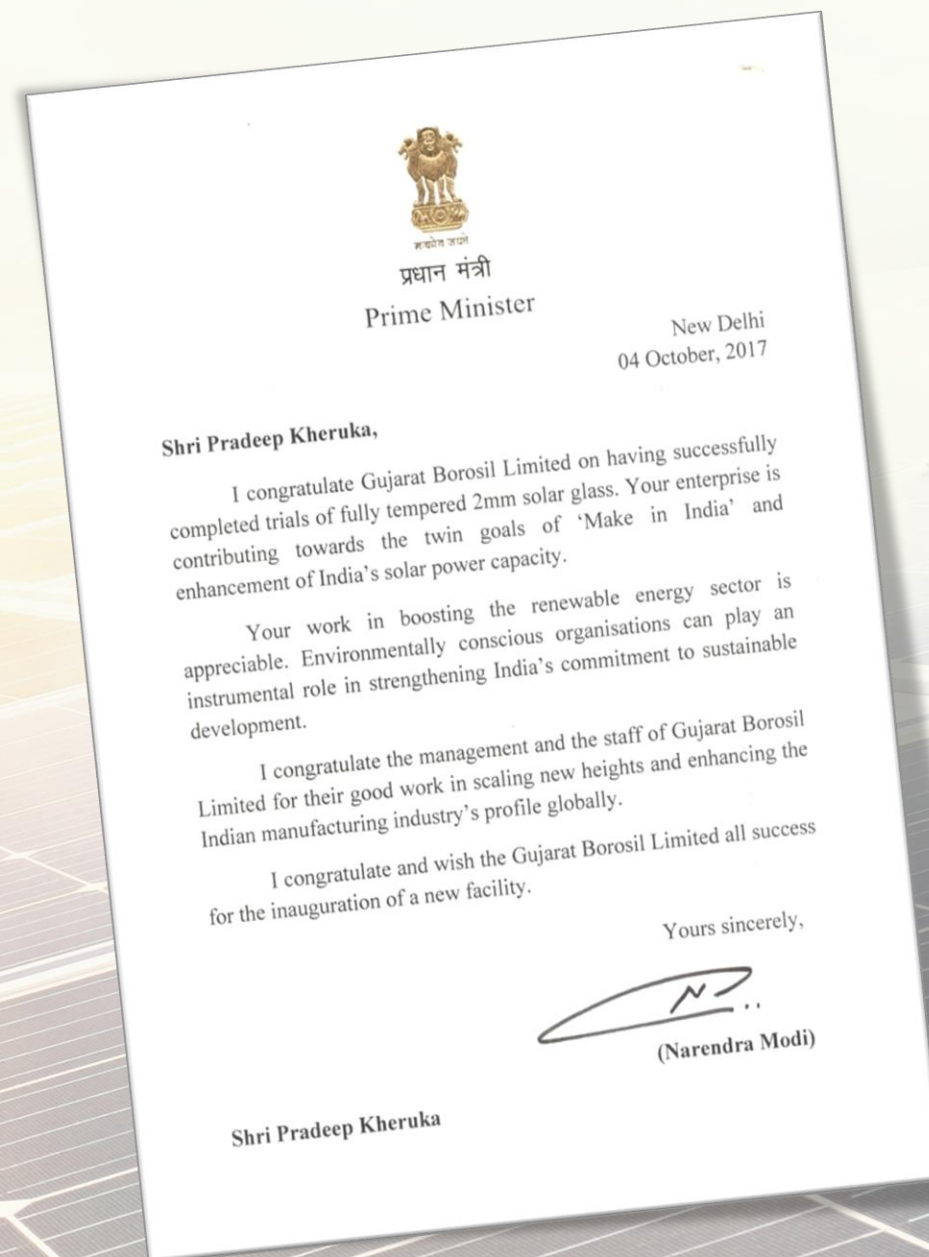 सत्यमेव जयते
प्रधान मंत्री
Prime Minister
New Delhi
04 October, 2017
Shri Pradeep Kheruka,
I congratulate Gujarat Borosil Limited on having successfully
completed trials of fully tempered 2mm solar glass. Your enterprise is
contributing towards the twin goals of ‘Make in India’ and
enhancement of India’s solar power capacity.
Your work in boosting the renewable energy sector is
appreciable. Environmentally conscious organisations can play an
instrumental role in strengthening India’s commitment to sustainable
development.
I congratulate the management and the staff of Gujarat Borosil
Limited for their good work in scaling new heights and enhancing the
Indian manufacturing industry’s profile globally.
I congratulate and wish the Gujarat Borosil Limited all success
for the inauguration of a new facility.
Yours sincerely,
(Narendra Modi)
Shri Pradeep Kheruka